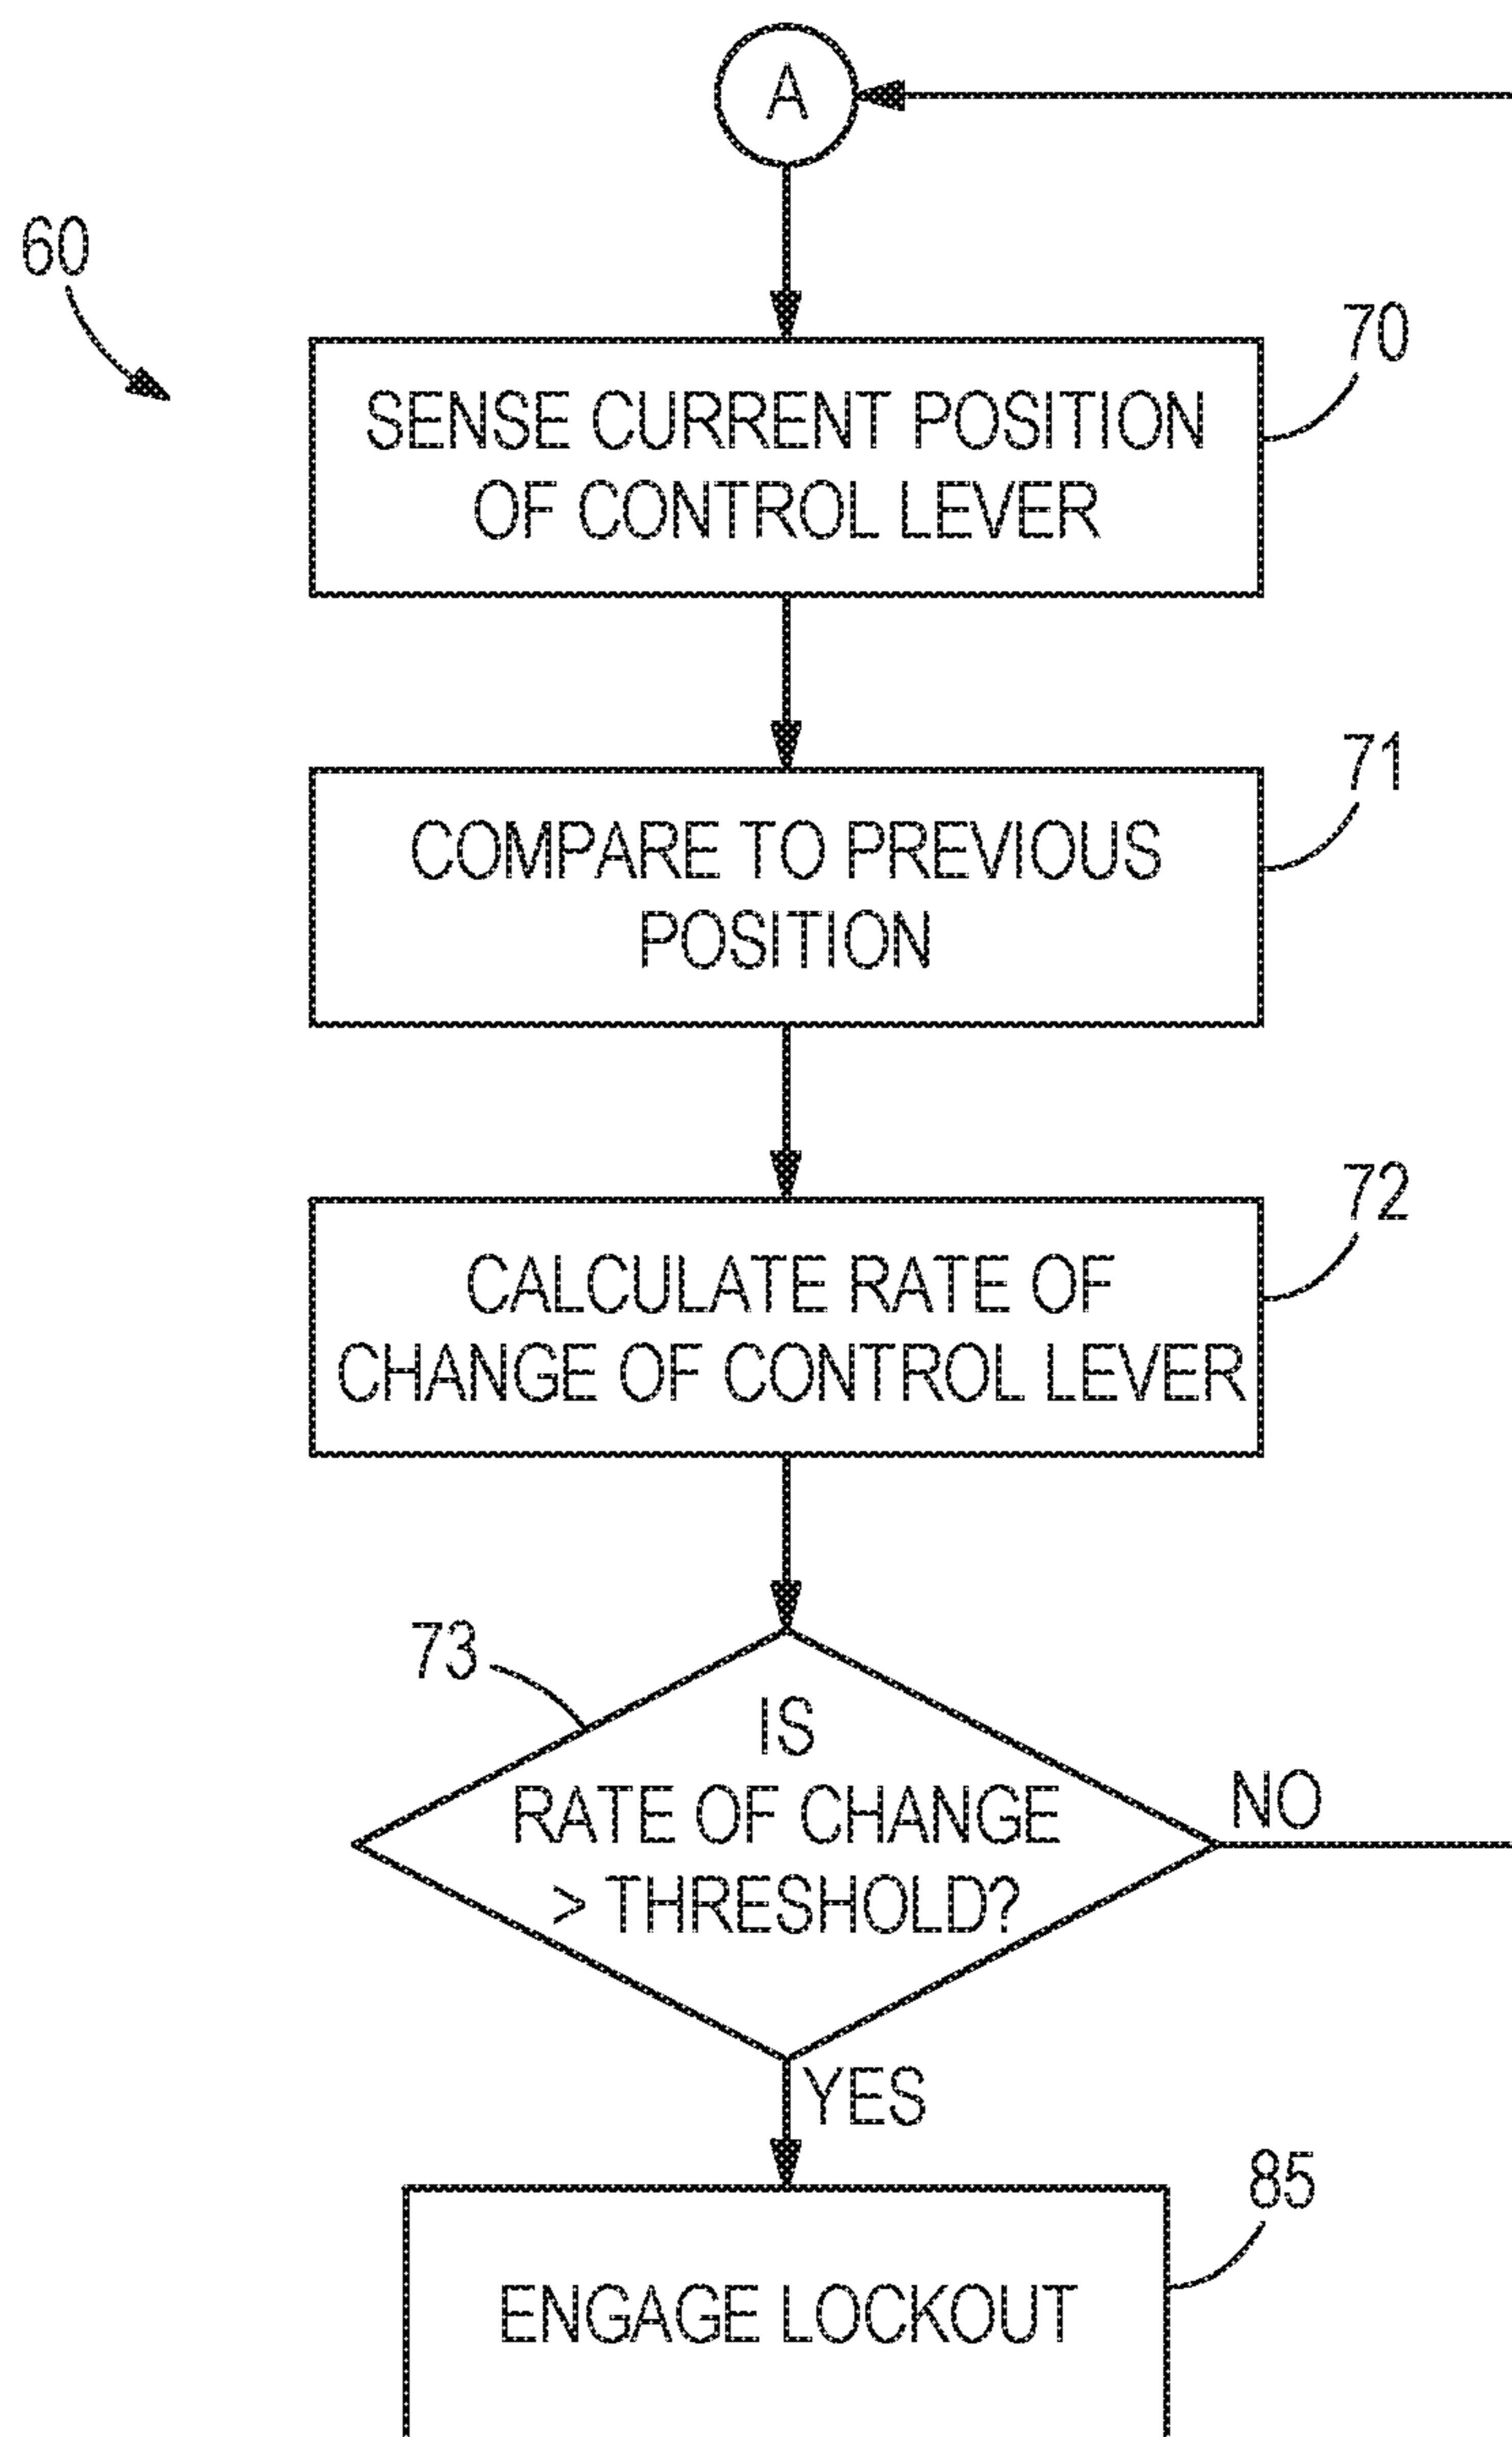 A
60
70
SENSE CURRENT POSITION
OF CONTROL LEVER
71
COMPARE TO PREVIOUS
POSITION
72
CALCULATE RATE OF
CHANGE OF CONTROL LEVER
73
IS
RATE OF CHANGE
> THRESHOLD?
NO
YES
85
ENGAGE LOCKOUT